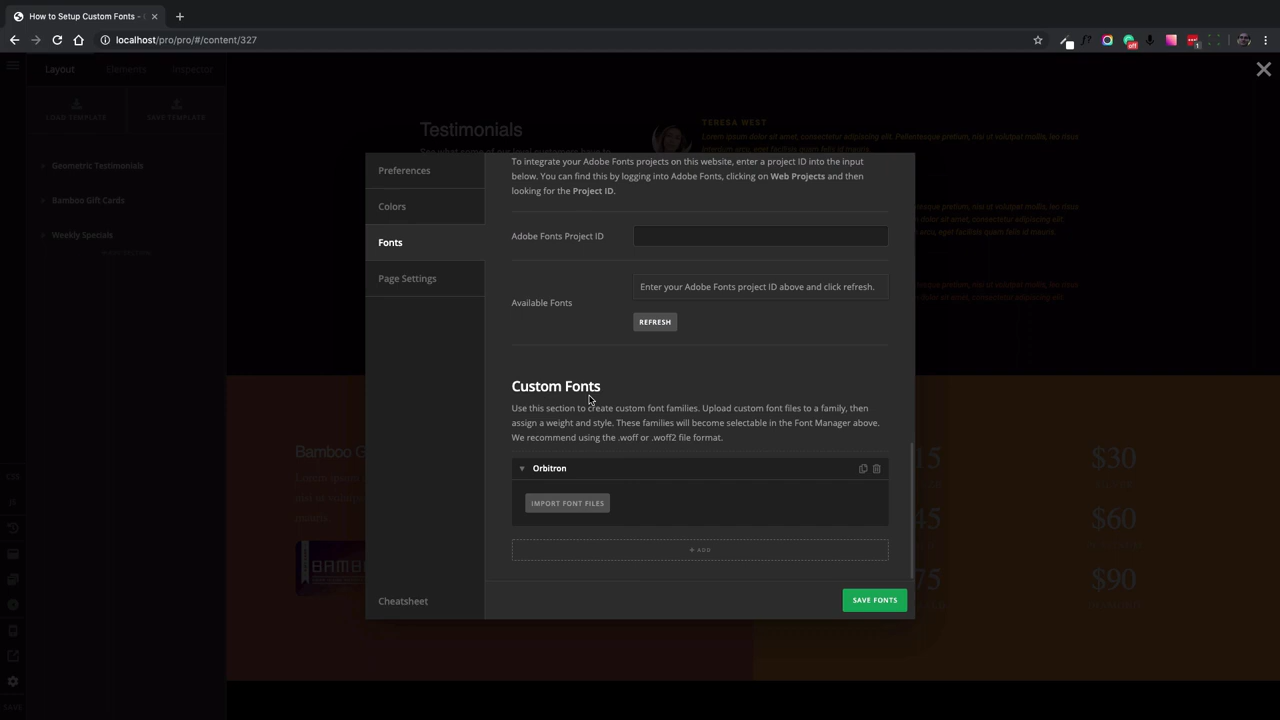 How to Setup Custom Fonts -
localhost/pro/pro/#/content/327
Layout
Elements
Inspector
LOAD TEMPLATE
SAVE TEMPLATE
Geometric Testimonials
Bamboo Gift Cards
Weekly Specials
Testimonials
TERESA WEST
Preferences
Colors
Fonts
Page Settings
Cheatsheet
To integrate your Adobe Fonts projects on this website, enter a project ID into the input
below. You can find this by logging into Adobe Fonts, clicking on Web Projects and then
looking for the Project ID.
Adobe Fonts Project ID
Available Fonts
Enter your Adobe Fonts project ID above and click refresh.
REFRESH
Custom Fonts
Use this section to create custom font families. Upload custom font files to a family, then
assign a weight and style. These families will become selectable in the Font Manager above.
We recommend using the .woff or .woff2 file format.
Orbitron
IMPORT FONT FILES
+ ADD
SAVE FONTS
Bamboo G
15
$30
45
$60
75
$90
CSS
JS
SAVE